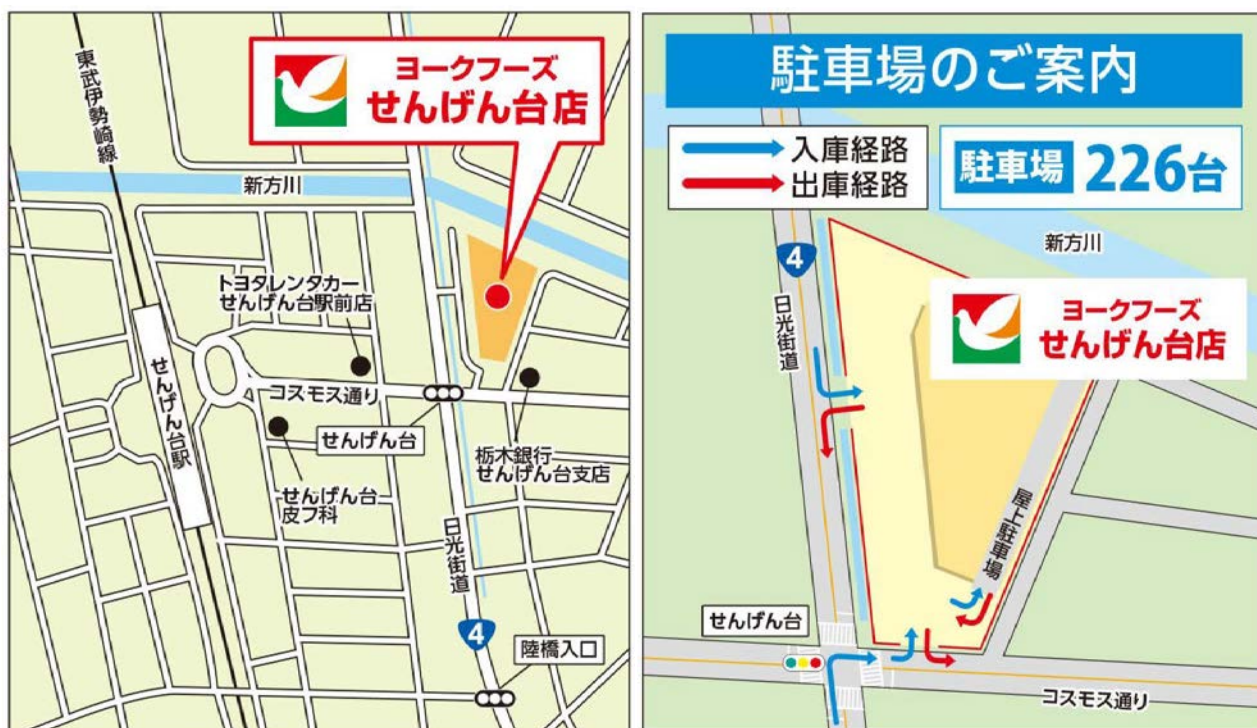 ヨークフーズ
せんげん台店
東武伊勢崎線
新方川
トヨタレンタカー
せんげん台駅前店
コスモス通り
せんげん台
せんげん台駅
栃木銀行
せんげん台支店
せんげん台
皮フ科
日光街道
4
陸橋入口
駐車場のご案内
入庫経路
出庫経路
駐車場 226台
新方川
4
日光街道
ヨークフーズ
せんげん台店
屋上駐車場
せんげん台
コスモス通り